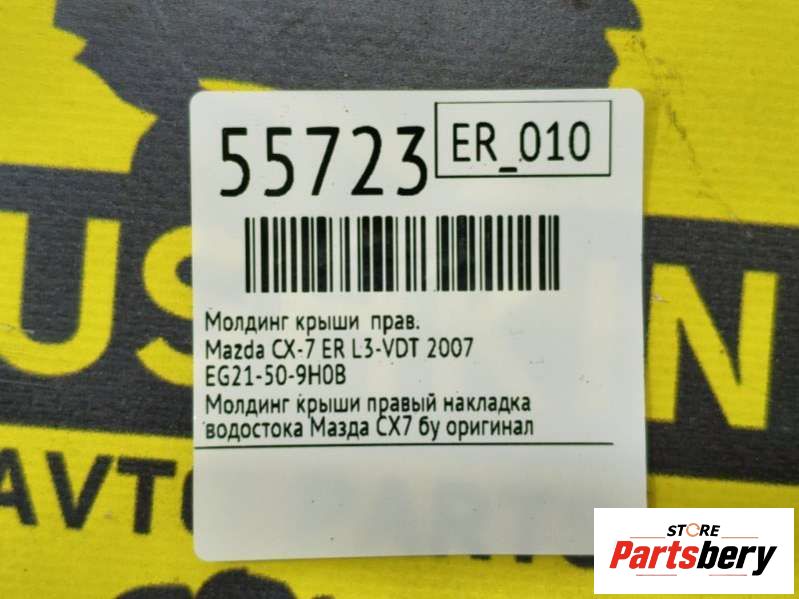 55723
ER_010
Молдинг крыши прав.
Mazda CX-7 ER L3-VDT 2007
EG21-50-9H0B
Молдинг крыши правый накладка
водостока Мазда СХ7 бу оригинал
STORE
Partsbery